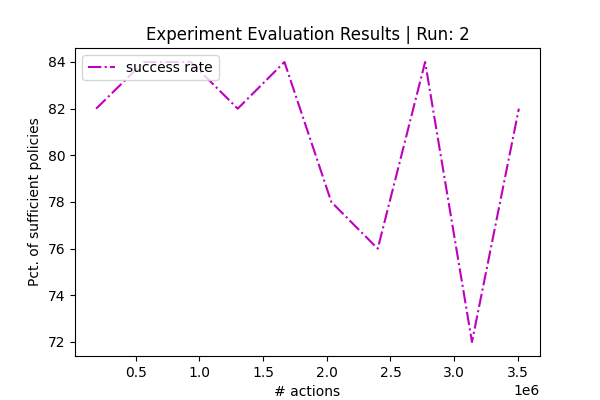 Experiment Evaluation Results | Run: 2
success rate
Pct. of sufficient policies
84
82
80
78
76
74
72
0.5 1.0 1.5 2.0 2.5 3.0 3.5
1e6
# actions